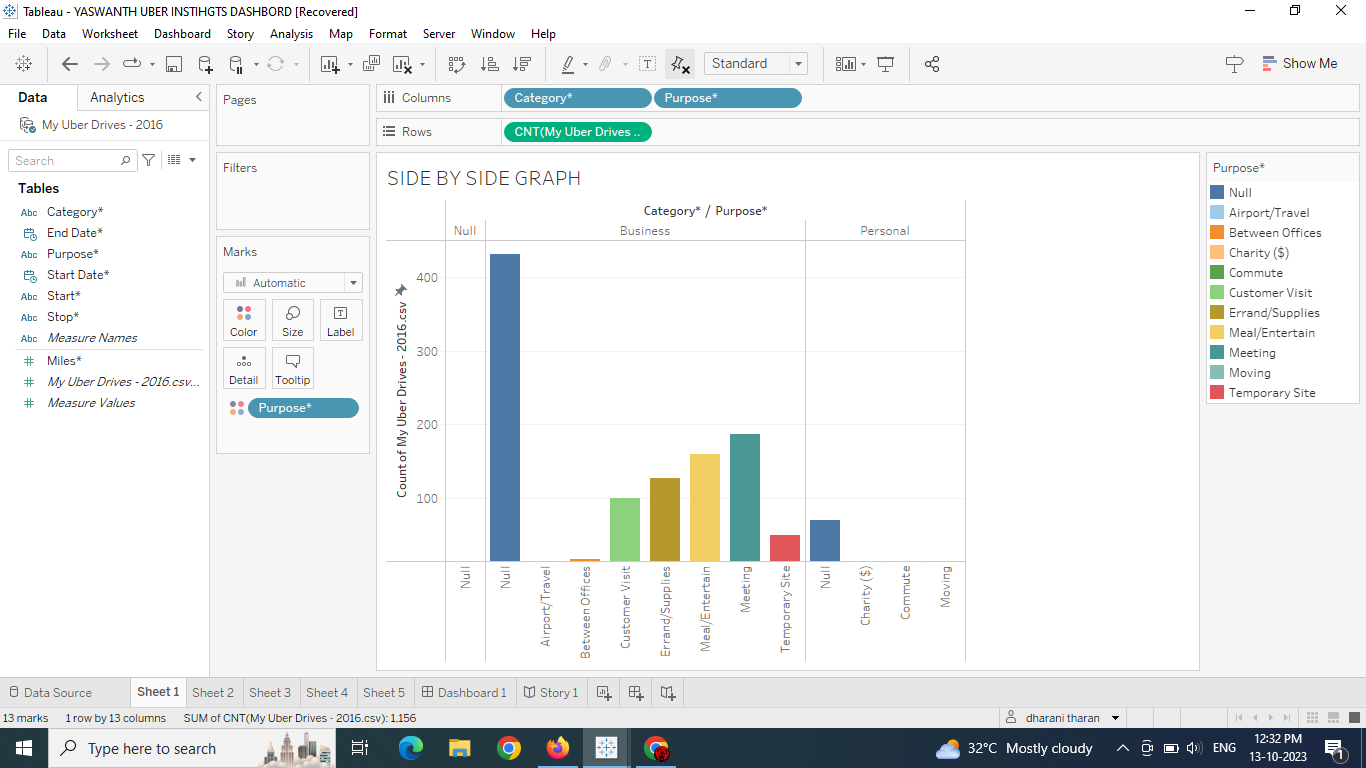 Tableau - YASWANTH UBER INSTIHGTS DASHBORD [Recovered]
File Data Worksheet Dashboard Story Analysis Map Format Server Window Help
Standard
Show Me
Data Analytics
My Uber Drives - 2016
Search
Tables
Abc Category*
End Date*
Abc Purpose*
Start Date*
Abc Start*
Abc Stop*
Abc Measure Names
Miles*
My Uber Drives - 2016.csv...
Measure Values
Pages
Filters
Marks
Automatic
Color Size Label
Detail Tooltip
Purpose*
Columns Category* Purpose*
Rows CNT(My Uber Drives ..
SIDE BY SIDE GRAPH
Category* / Purpose*
Null Business Personal
Count of My Uber Drives - 2016.csv
400
300
200
100
Null
Null
Airport/Travel
Between Offices
Customer Visit
Errand/Supplies
Meal/Entertain
Meeting
Temporary Site
Null
Charity ($)
Commute
Moving
Purpose*
Null
Airport/Travel
Between Offices
Charity ($)
Commute
Customer Visit
Errand/Supplies
Meal/Entertain
Meeting
Moving
Temporary Site
Data Source Sheet 1 Sheet 2 Sheet 3 Sheet 4 Sheet 5 Dashboard 1 Story 1
13 marks 1 row by 13 columns SUM of CNT(My Uber Drives - 2016.csv): 1,156
dharani tharan
Type here to search
32°C Mostly cloudy
ENG
12:32 PM
13-10-2023
1